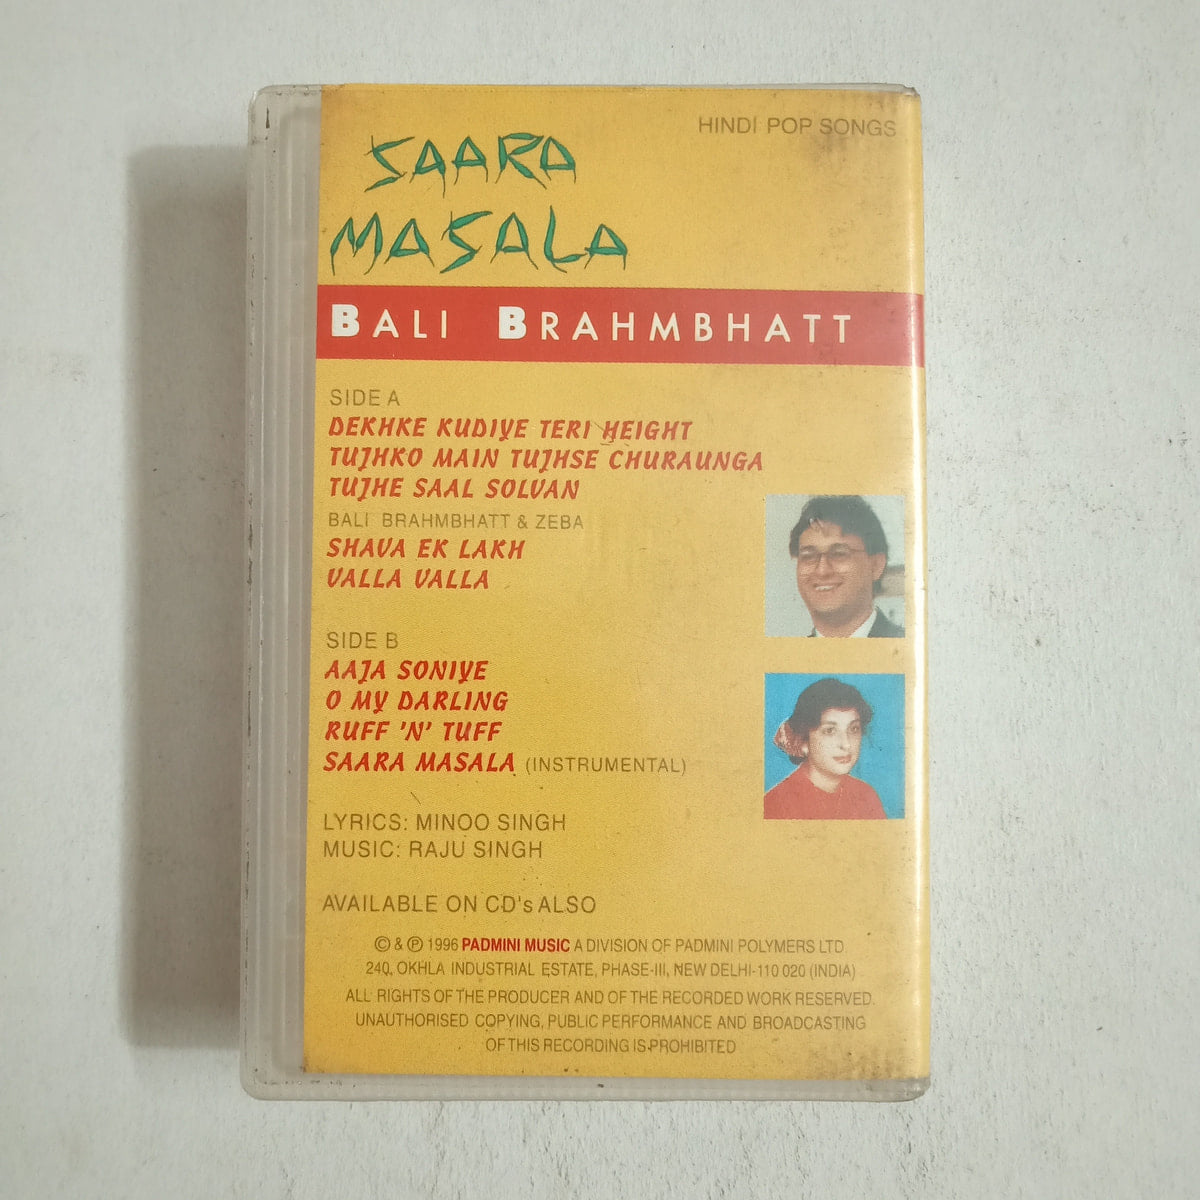 HINDI POP SONGS
SAARA
MASALA
BALI BRAHMBHATT
SIDE A
DEKHKE KUDIYE TERI HEIGHT
TUJHKO MAIN TUJHSE CHURAUNGA
TUJHE SAAL SOLVAN
BALI BRAHMBHATT & ZEBA
SHAVA EK LAKH
VALLA VALLA
SIDE B
AAJA SONIYE
O MY DARLING
RUFF 'N' TUFF
SAARA MASALA (INSTRUMENTAL)
LYRICS: MINOO SINGH
MUSIC: RAJU SINGH
AVAILABLE ON CD's ALSO
© & ℗ 1996 PADMINI MUSIC A DIVISION OF PADMINI POLYMERS LTD.
240, OKHLA INDUSTRIAL ESTATE, PHASE-III, NEW DELHI-110 020 (INDIA)
ALL RIGHTS OF THE PRODUCER AND OF THE RECORDED WORK RESERVED.
UNAUTHORISED COPYING, PUBLIC PERFORMANCE AND BROADCASTING
OF THIS RECORDING IS PROHIBITED